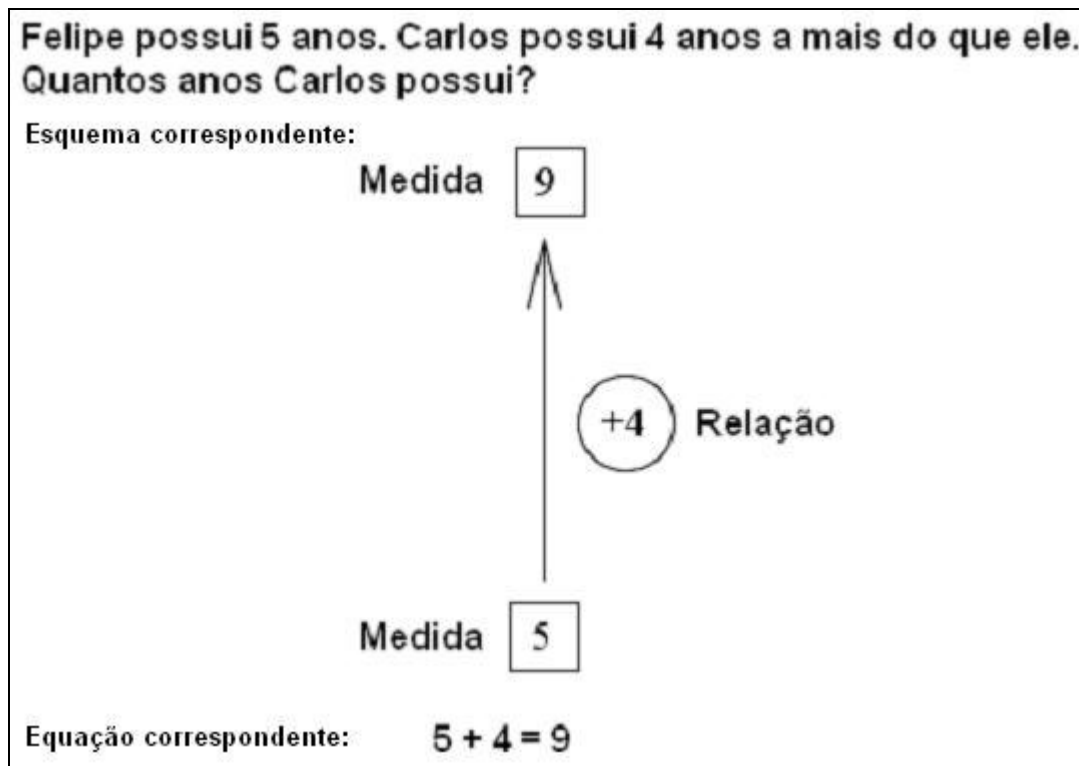 Felipe possui 5 anos. Carlos possui 4 anos a mais do que ele.
Quantos anos Carlos possui?
Esquema correspondente:
Medida 9
+4 Relação
Medida 5
Equação correspondente: 5 + 4 = 9